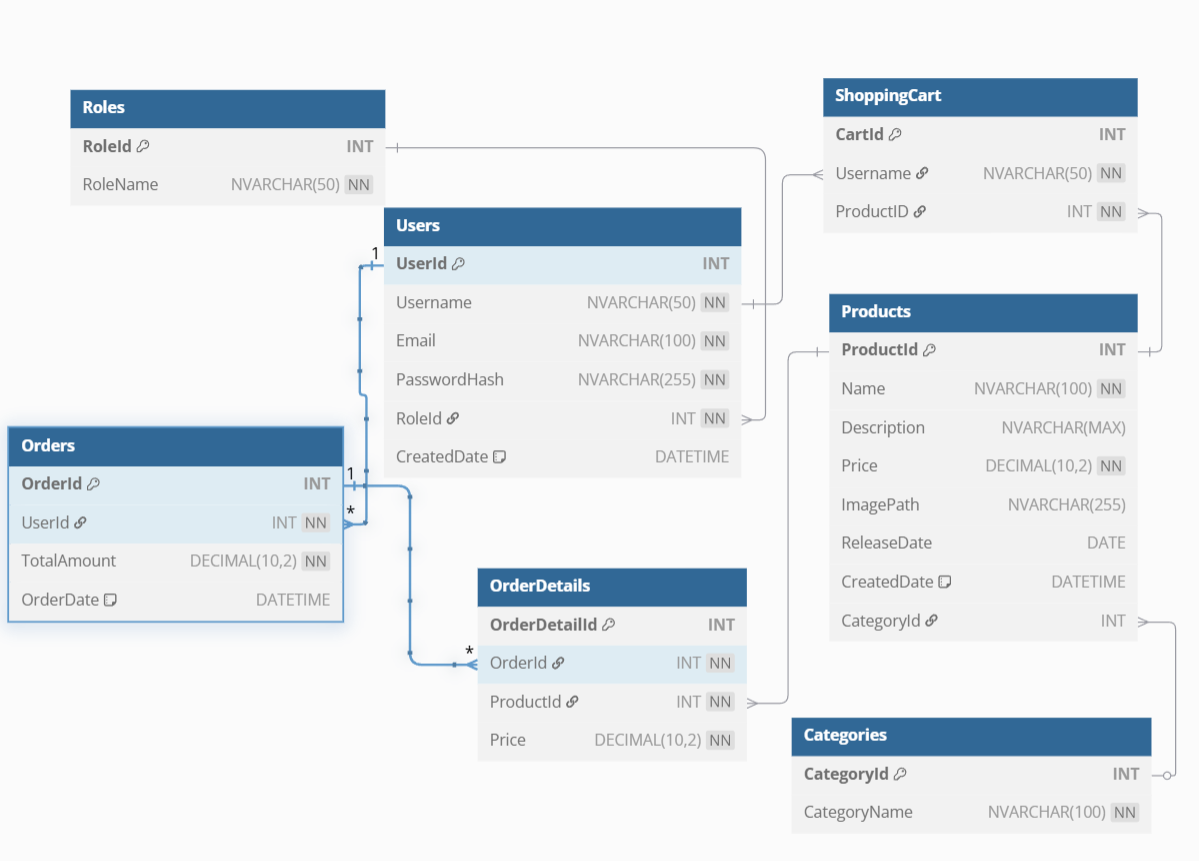 Roles
RoleId INT
RoleName NVARCHAR(50) NN
ShoppingCart
CartId INT
Username NVARCHAR(50) NN
ProductID INT NN
Users
1
UserId INT
Username NVARCHAR(50) NN
Email NVARCHAR(100) NN
PasswordHash NVARCHAR(255) NN
RoleId INT NN
CreatedDate DATETIME
Products
ProductId INT
Name NVARCHAR(100) NN
Description NVARCHAR(MAX)
Price DECIMAL(10,2) NN
ImagePath NVARCHAR(255)
ReleaseDate DATE
CreatedDate DATETIME
CategoryId INT
Orders
OrderId INT 1
UserId INT NN *
TotalAmount DECIMAL(10,2) NN
OrderDate DATETIME
OrderDetails
OrderDetailId INT
* OrderId INT NN
ProductId INT NN
Price DECIMAL(10,2) NN
Categories
CategoryId INT
CategoryName NVARCHAR(100) NN